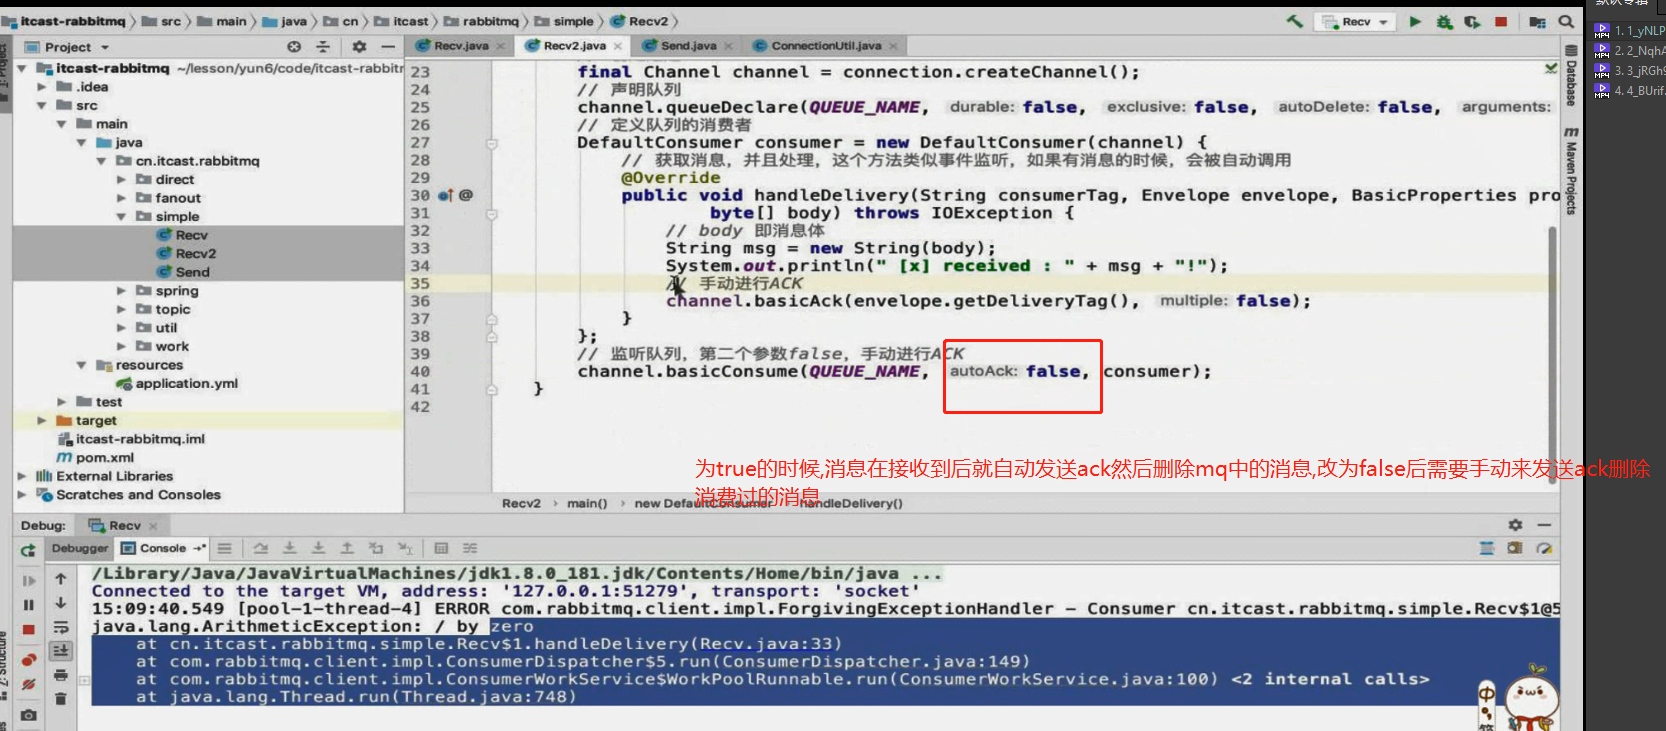 itcast-rabbitmq src main java cn itcast rabbitmq simple Recv2
Recv
Project
Recv.java Recv2.java Send.java ConnectionUtil.java
itcast-rabbitmq ~/lesson/yun6/code/itcast-rabbitr
.idea
src
main
java
cn.itcast.rabbitmq
direct
fanout
simple
Recv
Recv2
Send
spring
topic
util
work
resources
application.yml
test
target
itcast-rabbitmq.iml
pom.xml
External Libraries
Scratches and Consoles
23 final Channel channel = connection.createChannel();
24 // 声明队列
25 channel.queueDeclare(QUEUE_NAME, durable: false, exclusive: false, autoDelete: false, arguments:
26 // 定义队列的消费者
27 DefaultConsumer consumer = new DefaultConsumer(channel) {
28 // 获取消息，并且处理，这个方法类似事件监听，如果有消息的时候，会被自动调用
29 @Override
30 public void handleDelivery(String consumerTag, Envelope envelope, BasicProperties pro
31 byte[] body) throws IOException {
32 // body 即消息体
33 String msg = new String(body);
34 System.out.println(" [x] received : " + msg + "!");
35 // 手动进行ACK
36 channel.basicAck(envelope.getDeliveryTag(), multiple: false);
37 }
38 };
39 // 监听队列，第二个参数false，手动进行ACK
40 channel.basicConsume(QUEUE_NAME, autoAck: false, consumer);
41 }
42
为true的时候,消息在接收到后就自动发送ack然后删除mq中的消息,改为false后需要手动来发送ack删除
消费过的消息
Recv2 main() new DefaultConsumer handleDelivery()
Database
Maven Projects
1. 1_yNLP
2. 2_NqhA
3. 3_jRGh9
4. 4_BUrif.
Debug: Recv
Debugger Console
/Library/Java/JavaVirtualMachines/jdk1.8.0_181.jdk/Contents/Home/bin/java ...
Connected to the target VM, address: '127.0.0.1:51279', transport: 'socket'
15:09:40.549 [pool-1-thread-4] ERROR com.rabbitmq.client.impl.ForgivingExceptionHandler – Consumer cn.itcast.rabbitmq.simple.Recv$1@5
java.lang.ArithmeticException: / by zero
at cn.itcast.rabbitmq.simple.Recv$1.handleDelivery(Recv.java:33)
at com.rabbitmq.client.impl.ConsumerDispatcher$5.run(ConsumerDispatcher.java:149)
at com.rabbitmq.client.impl.ConsumerWorkService$WorkPoolRunnable.run(ConsumerWorkService.java:100) <2 internal calls>
at java.lang.Thread.run(Thread.java:748)
中